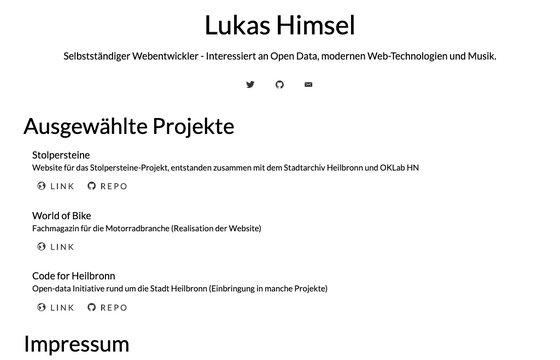 Lukas Himsel
Selbstständiger Webentwickler - Interessiert an Open Data, modernen Web-Technologien und Musik.
Ausgewählte Projekte
Stolpersteine
Website für das Stolpersteine-Projekt, entstanden zusammen mit dem Stadtarchiv Heilbronn und OKLab HN
LINK REPO
World of Bike
Fachmagazin für die Motorradbranche (Realisation der Website)
LINK
Code for Heilbronn
Open-data Initiative rund um die Stadt Heilbronn (Einbringung in manche Projekte)
LINK REPO
Impressum